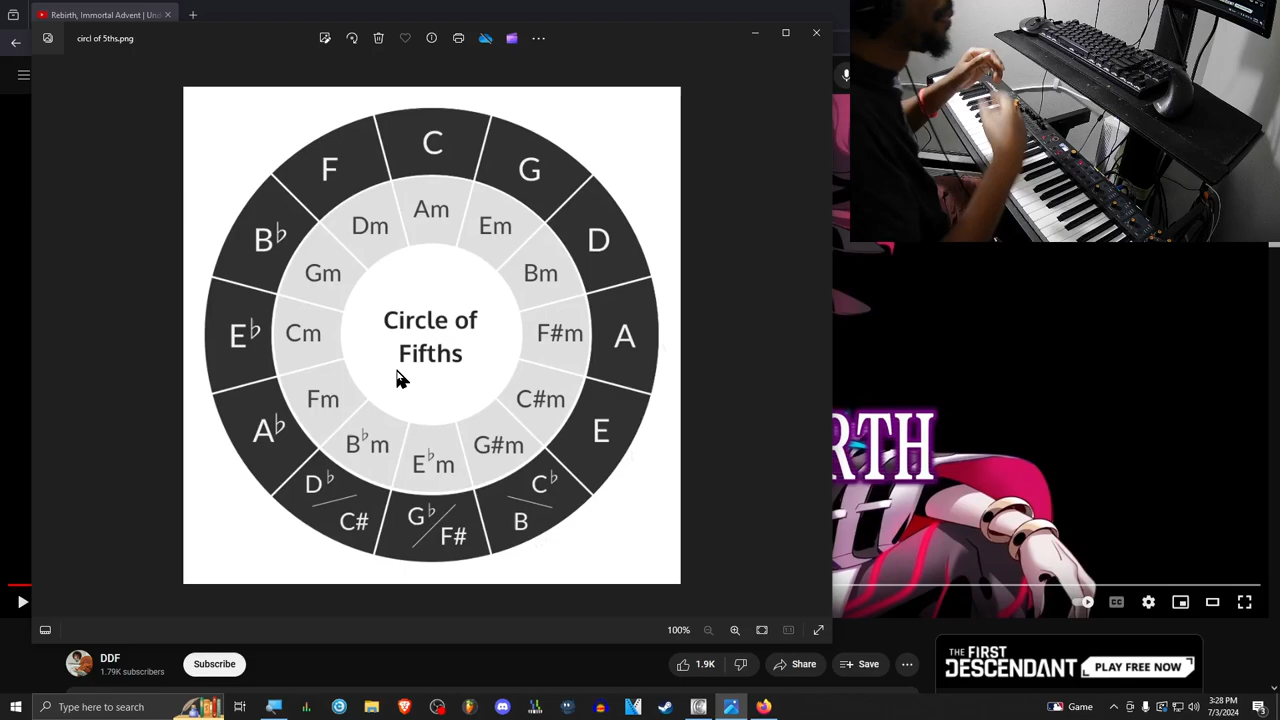 Rebirth, Immortal Advent | Und
circl of 5ths.png
C
F
G
B♭
D
E♭
A
A♭
E
D♭
C#
G♭
F#
C♭
B
Am
Dm
Em
Gm
Bm
Cm
F#m
Fm
C#m
B♭m
G#m
E♭m
Circle of
Fifths
RTH
100%
DDF
1.79K subscribers
Subscribe
1.9K
Share
Save
THE FIRST
DESCENDANT
PLAY FREE NOW
Type here to search
Game
3:28 PM
7/3/2024